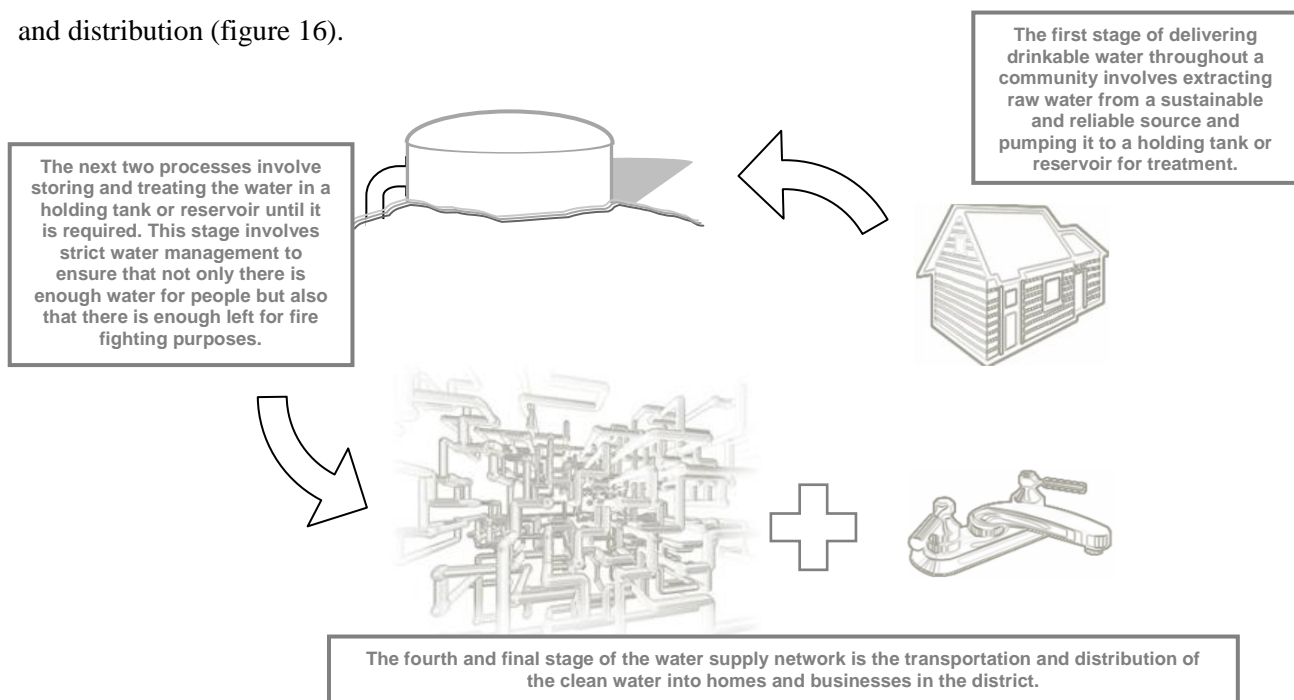 and distribution (figure 16).
The first stage of delivering
drinkable water throughout a
community involves extracting
raw water from a sustainable
and reliable source and
pumping it to a holding tank or
reservoir for treatment.
The next two processes involve
storing and treating the water in a
holding tank or reservoir until it
is required. This stage involves
strict water management to
ensure that not only there is
enough water for people but also
that there is enough left for fire
fighting purposes.
The fourth and final stage of the water supply network is the transportation and distribution of
the clean water into homes and businesses in the district.